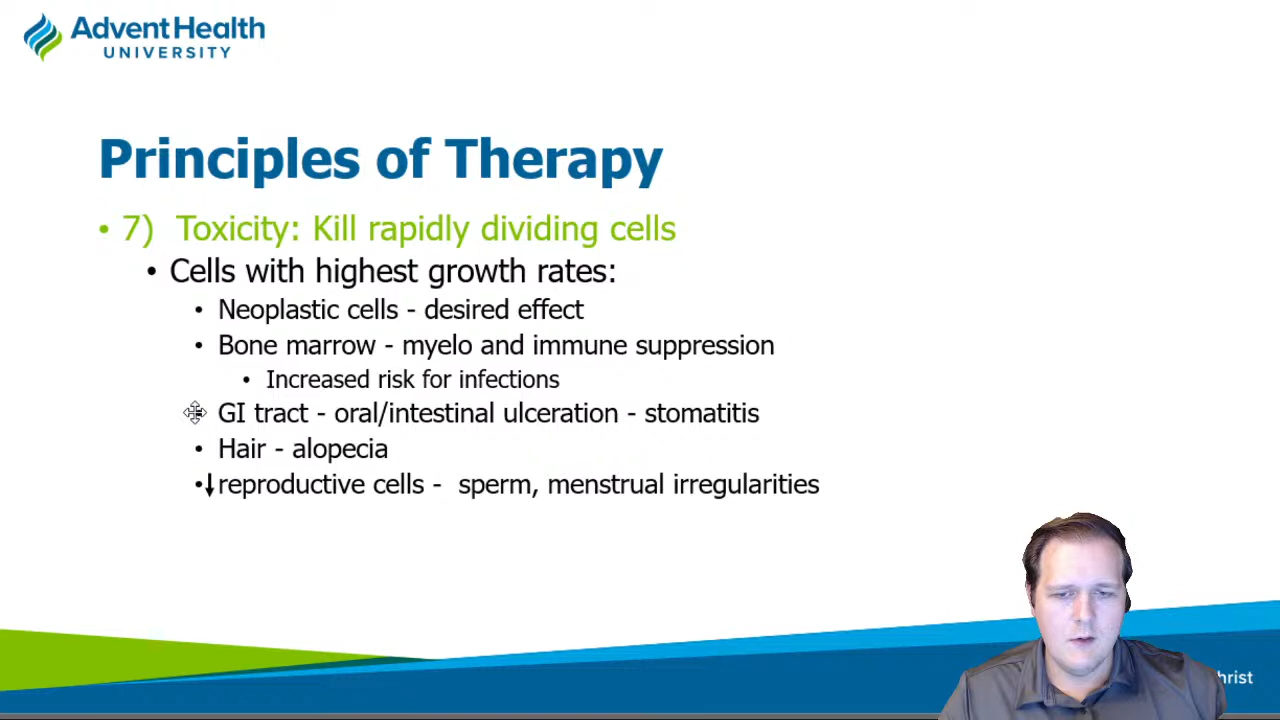 AdventHealth
UNIVERSITY
Principles of Therapy
• 7) Toxicity: Kill rapidly dividing cells
• Cells with highest growth rates:
• Neoplastic cells - desired effect
• Bone marrow - myelo and immune suppression
• Increased risk for infections
GI tract - oral/intestinal ulceration - stomatitis
• Hair - alopecia
•↓reproductive cells - sperm, menstrual irregularities